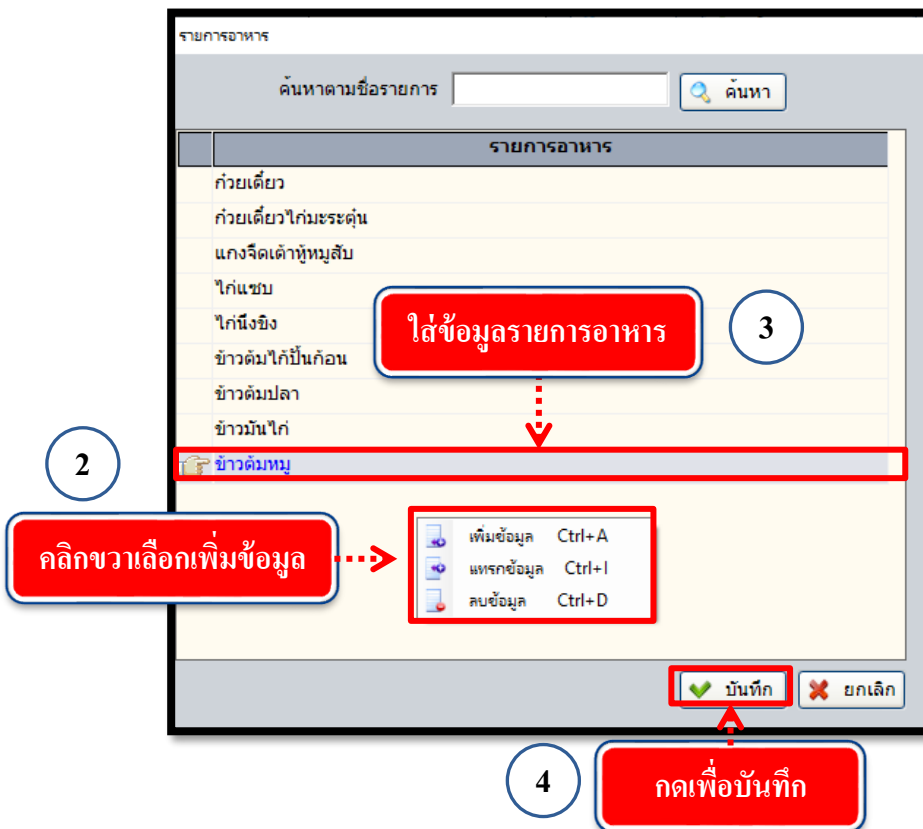 รายการอาหาร
ค้นหาตามชื่อรายการ ค้นหา
รายการอาหาร
ก๋วยเตี๋ยว
ก๋วยเตี๋ยวไก่มะระตุ๋น
แกงจืดเต้าหู้หมูสับ
ไก่แซบ
ไก่นึ่งขิง
ใส่ข้อมูลรายการอาหาร 3
ข้าวต้มไก้ปั้นก้อน
ข้าวต้มปลา
ข้าวมันไก่
2
ข้าวต้มหมู
คลิกขวาเลือกเพิ่มข้อมูล
เพิ่มข้อมูล Ctrl+A
แทรกข้อมูล Ctrl+I
ลบข้อมูล Ctrl+D
บันทึก ยกเลิก
4 กดเพื่อบันทึก